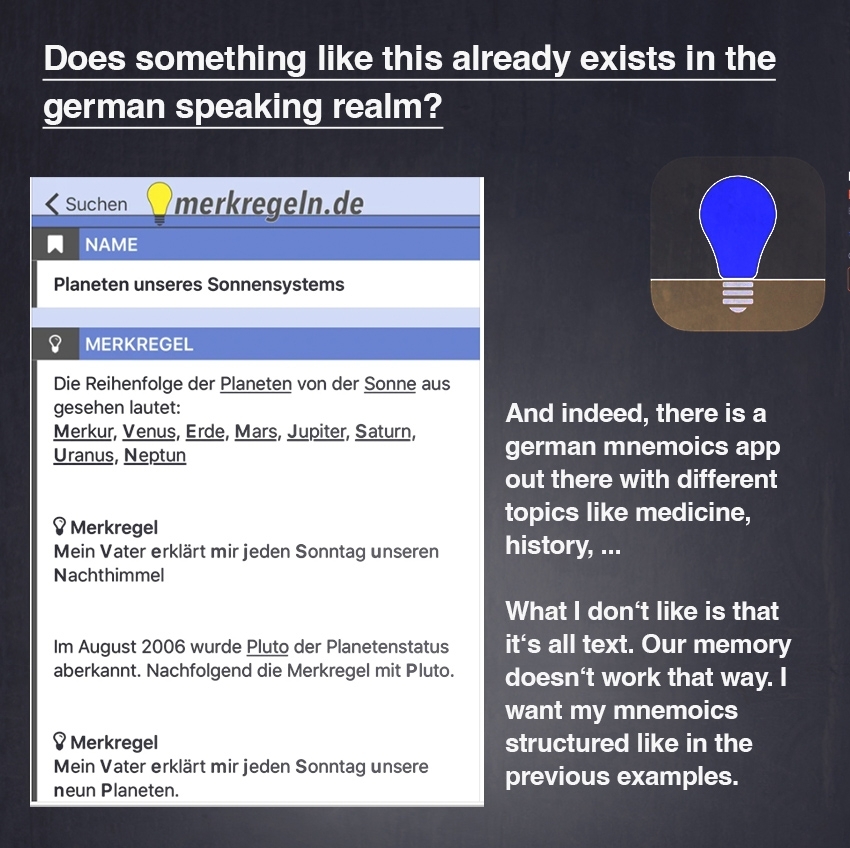 Does something like this already exists in the
german speaking realm?
Suchen
merkregeln.de
NAME
Planeten unseres Sonnensystems
MERKREGEL
Die Reihenfolge der Planeten von der Sonne aus
gesehen lautet:
Merkur, Venus, Erde, Mars, Jupiter, Saturn,
Uranus, Neptun
Merkregel
Mein Vater erklärt mir jeden Sonntag unseren
Nachthimmel
Im August 2006 wurde Pluto der Planetenstatus
aberkannt. Nachfolgend die Merkregel mit Pluto.
Merkregel
Mein Vater erklärt mir jeden Sonntag unsere
neun Planeten.
And indeed, there is a
german mnemoics app
out there with different
topics like medicine,
history, ...
What I don‘t like is that
it‘s all text. Our memory
doesn‘t work that way. I
want my mnemoics
structured like in the
previous examples.